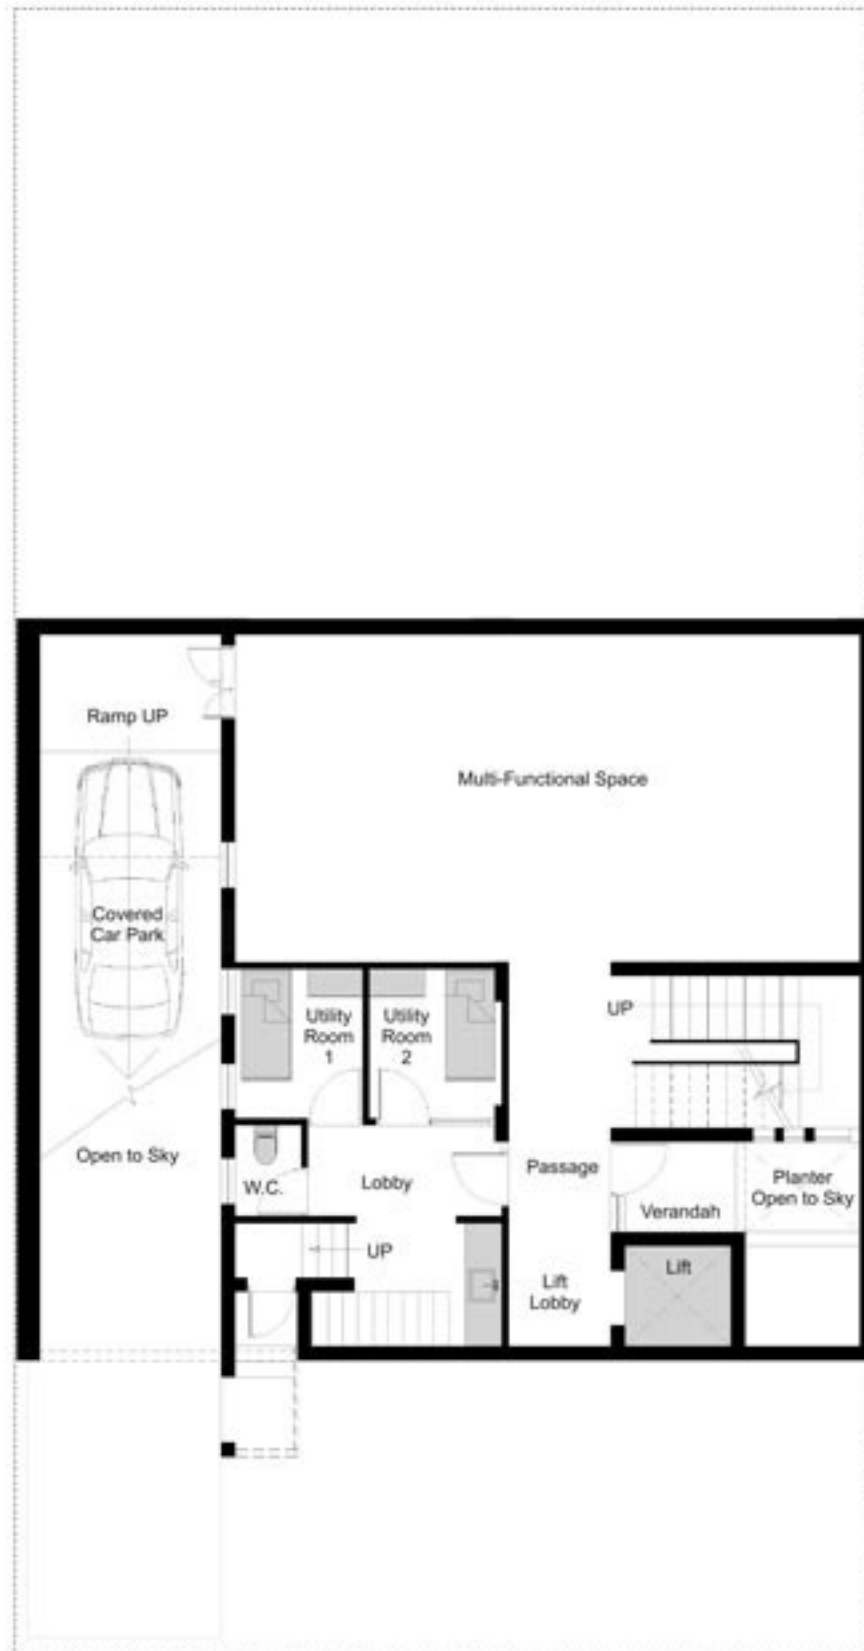 Ramp UP
Multi-Functional Space
Covered
Car Park
Utility
Room
1
Utility
Room
2
UP
Open to Sky
W.C.
Lobby
Passage
Planter
Open to Sky
Verandah
UP
Lift
Lobby
Lift